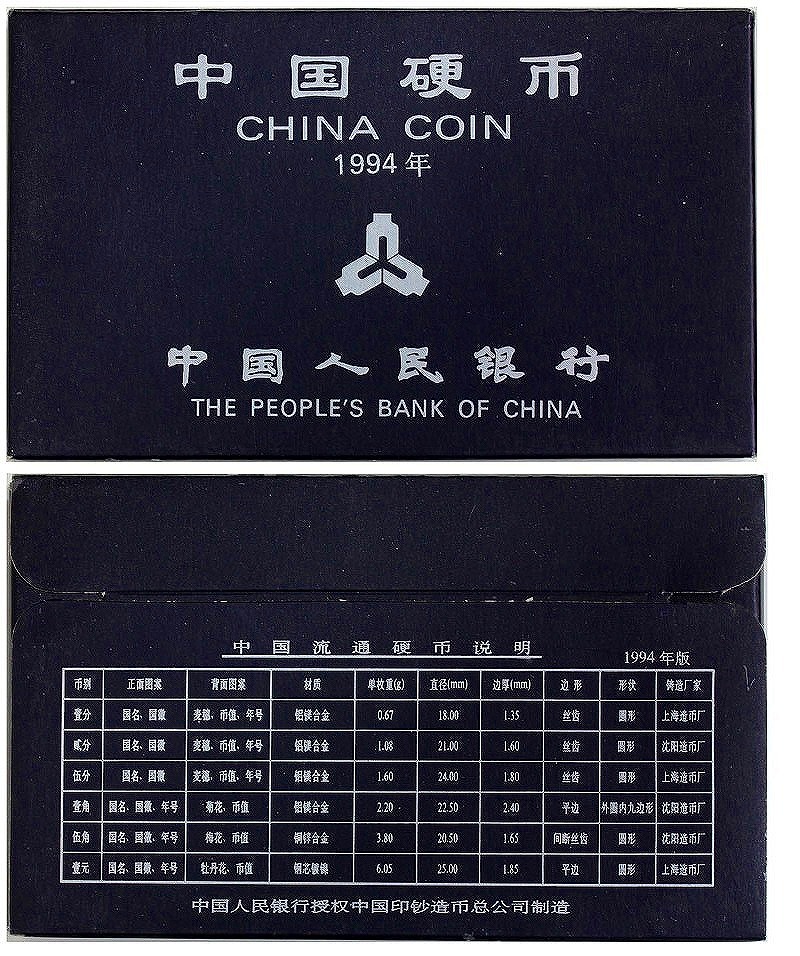 中国硬币
CHINA COIN
1994年
中国人民银行
THE PEOPLE'S BANK OF CHINA
中国流通硬币说明
1994年版
币别 正面图案 背面图案 材质 单枚重(g) 直径(mm) 边厚(mm) 边形 形状 铸造厂家
壹分 国名、国徽 麦穗、币值、年号 铝镁合金 0.67 18.00 1.35 丝齿 圆形 上海造币厂
贰分 国名、国徽 麦穗、币值、年号 铝镁合金 1.08 21.00 1.60 丝齿 圆形 沈阳造币厂
伍分 国名、国徽 麦穗、币值、年号 铝镁合金 1.60 24.00 1.80 丝齿 圆形 上海造币厂
壹角 国名、国徽、年号 菊花、币值 铝镁合金 2.20 22.50 2.40 平边 外圆内九边形 沈阳造币厂
伍角 国名、国徽、年号 梅花、币值 铜锌合金 3.80 20.50 1.65 间断丝齿 圆形 沈阳造币厂
壹元 国名、国徽、年号 牡丹花、币值 钢芯镀镍 6.05 25.00 1.85 平边 圆形 上海造币厂
中国人民银行授权中国印钞造币总公司制造